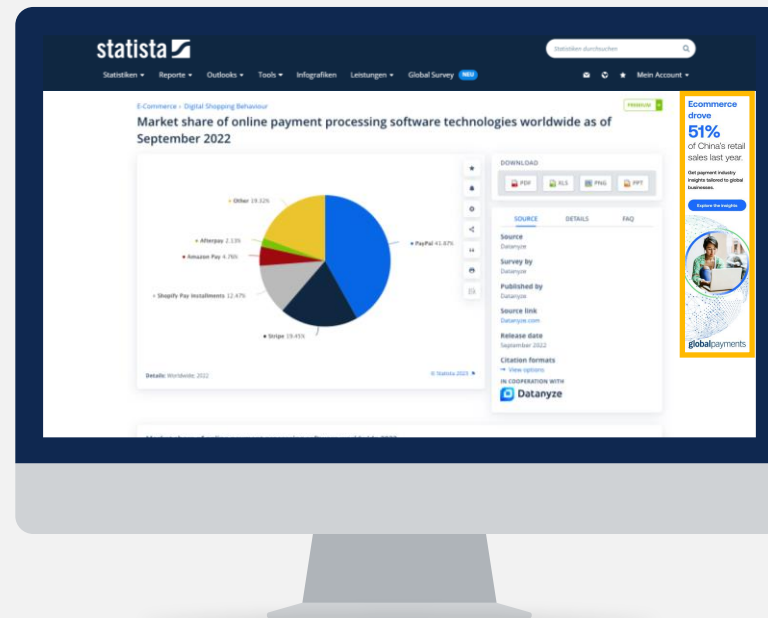 statista
Statistiken durchsuchen
Statistiken Reporte Outlooks Tools Infografiken Leistungen Global Survey NEU Mein Account
E-Commerce › Digital Shopping Behaviour
PREMIUM +
Market share of online payment processing software technologies worldwide as of
September 2022
Other 19.32%
Afterpay 2.13%
Amazon Pay 4.76%
Shopify Pay Installments 12.47%
Stripe 19.45%
PayPal 41.87%
Details: Worldwide; 2022
© Statista 2023
DOWNLOAD
PDF XLS PNG PPT
SOURCE DETAILS FAQ
Source
Datanyze
Survey by
Datanyze
Published by
Datanyze
Source link
Datanyze.com
Release date
September 2022
Citation formats
→ View options
IN COOPERATION WITH
Datanyze
Ecommerce
drove
51%
of China's retail
sales last year.
Get payment industry
insights tailored to global
businesses.
Explore the insights
globalpayments